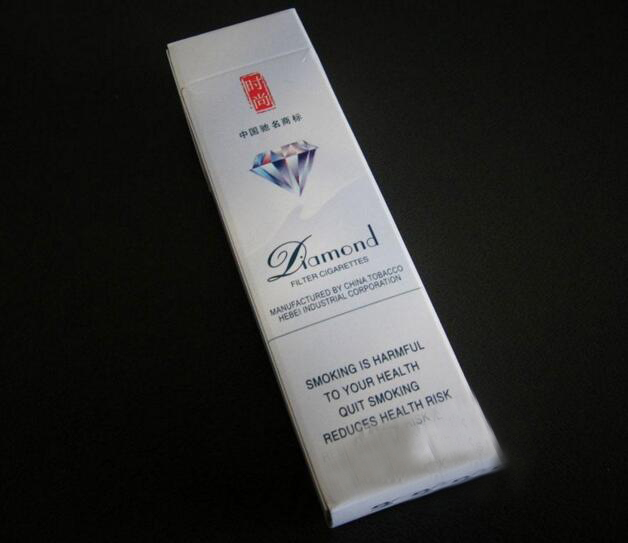 时尚
中国驰名商标
Diamond
FILTER CIGARETTES
MANUFACTURED BY CHINA TOBACCO
HEBEI INDUSTRIAL CORPORATION
SMOKING IS HARMFUL
TO YOUR HEALTH
QUIT SMOKING
REDUCES HEALTH RISK